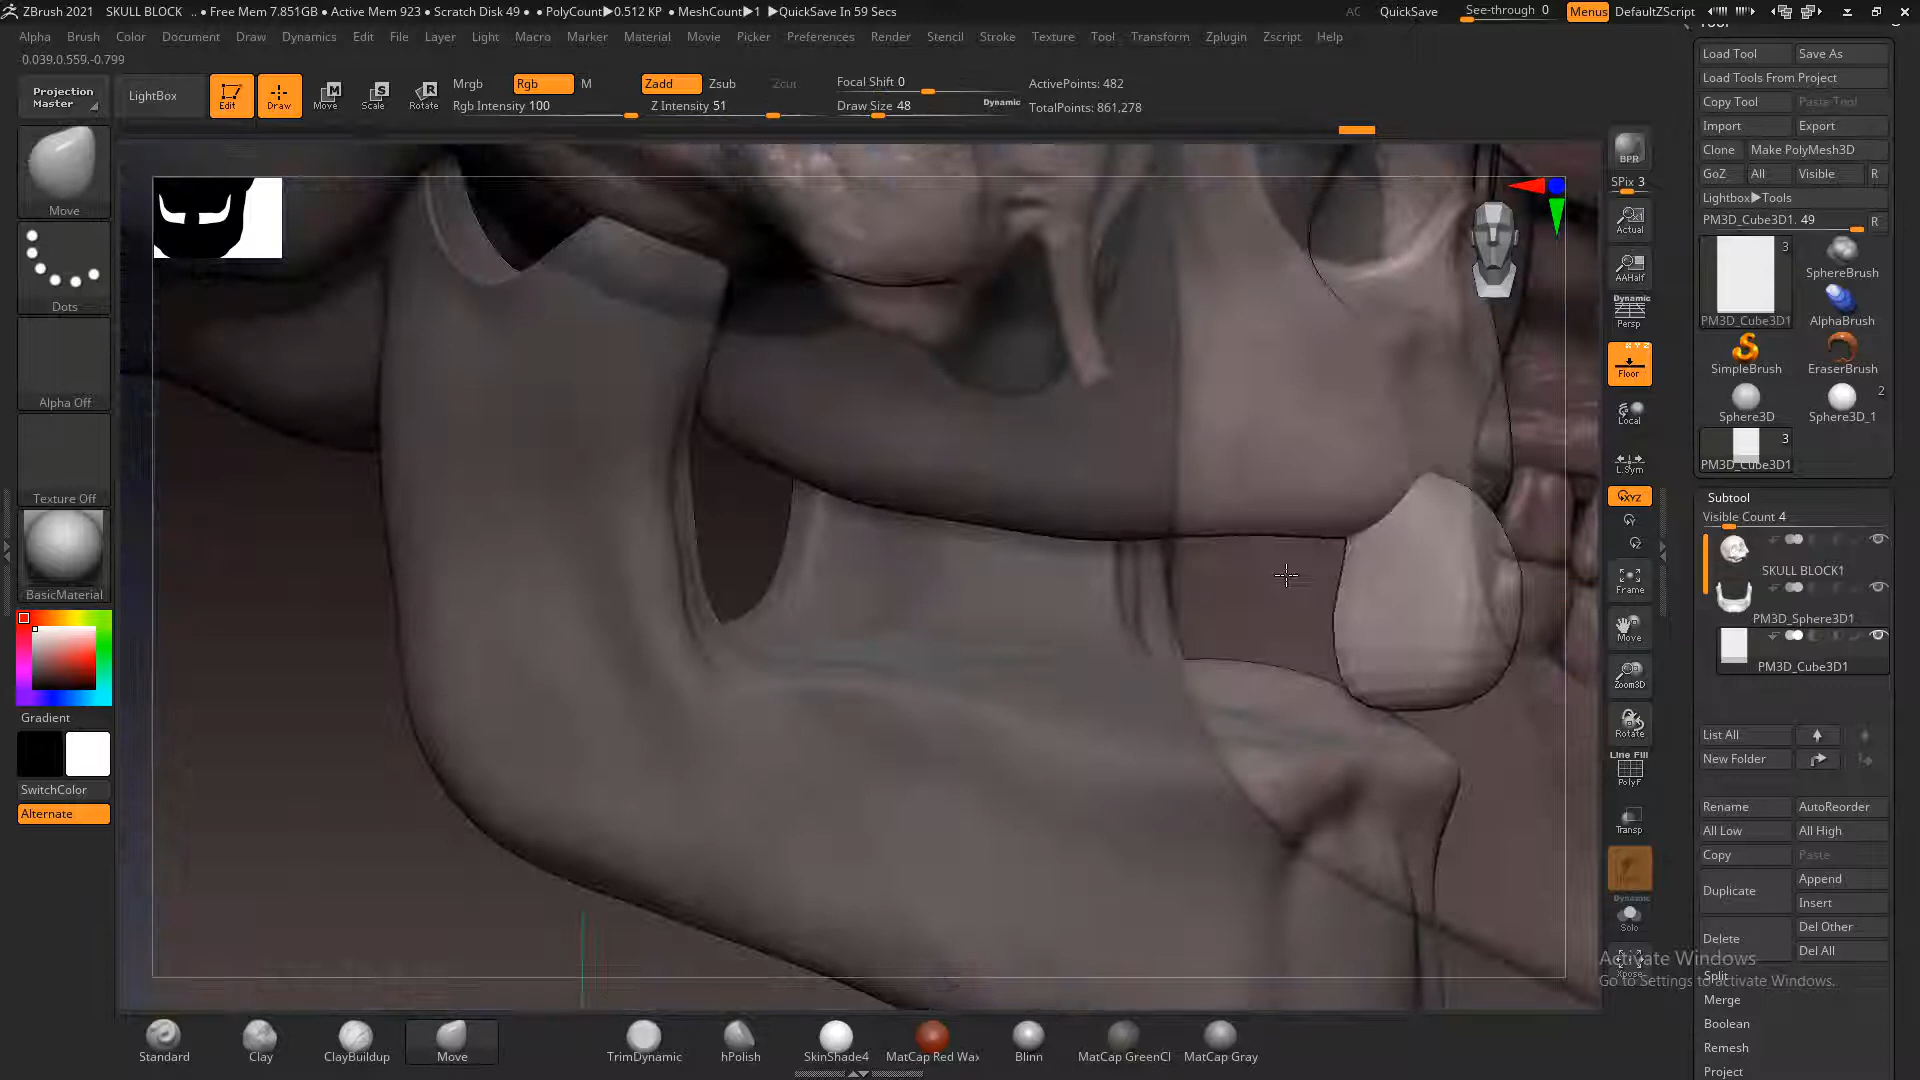 ZBrush 2021 SKULL BLOCK .. • Free Mem 7.851GB • Active Mem 923 • Scratch Disk 49 • • PolyCount▶0.512 KP • MeshCount▶1 ▶QuickSave In 59 Secs AC QuickSave See-through 0 Menus DefaultZScript
Alpha Brush Color Document Draw Dynamics Edit File Layer Light Macro Marker Material Movie Picker Preferences Render Stencil Stroke Texture Tool Transform Zplugin Zscript Help
0.039,0.559,-0.799
Projection Master
LightBox
Edit
Draw
Move
Scale
Rotate
Mrgb Rgb M
Rgb Intensity 100
Zadd Zsub Zcut
Z Intensity 51
Focal Shift 0
Draw Size 48
Dynamic
ActivePoints: 482
TotalPoints: 861,278
Move
Dots
Alpha Off
Texture Off
BasicMaterial
Gradient
SwitchColor
Alternate
BPR
SPix 3
Actual
AAHalf
Dynamic
Persp
X Y Z
Floor
Local
L.Sym
XYZ
Frame
Move
Zoom3D
Rotate
Line Fill
PolyF
Transp
Dynamic
Solo
Xpose
Load Tool Save As
Load Tools From Project
Copy Tool Paste Tool
Import Export
Clone Make PolyMesh3D
GoZ All Visible R
Lightbox▶Tools
PM3D_Cube3D1. 49 R
3
PM3D_Cube3D1
SphereBrush
AlphaBrush
SimpleBrush
EraserBrush
Sphere3D
2
Sphere3D_1
3
PM3D_Cube3D1
Subtool
Visible Count 4
SKULL BLOCK1
PM3D_Sphere3D1
PM3D_Cube3D1
List All
New Folder
Rename AutoReorder
All Low All High
Copy Paste
Duplicate Append
Insert
Delete Del Other
Del All
Split
Merge
Boolean
Remesh
Project
Activate Windows
Go to Settings to activate Windows.
Standard Clay ClayBuildup Move TrimDynamic hPolish SkinShade4 MatCap Red Wax Blinn MatCap GreenCl MatCap Gray